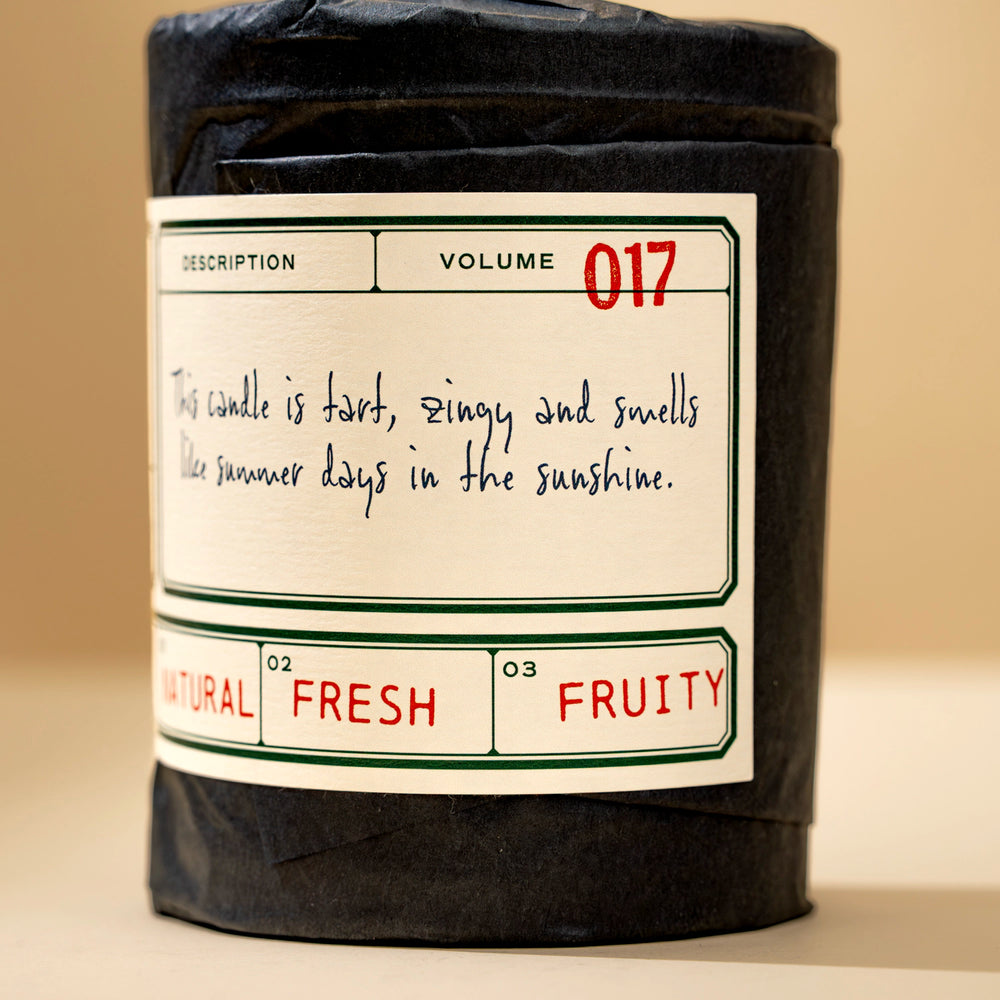 DESCRIPTION VOLUME 017
This candle is tart, zingy and smells
like summer days in the sunshine.
02 03
NATURAL FRESH FRUITY